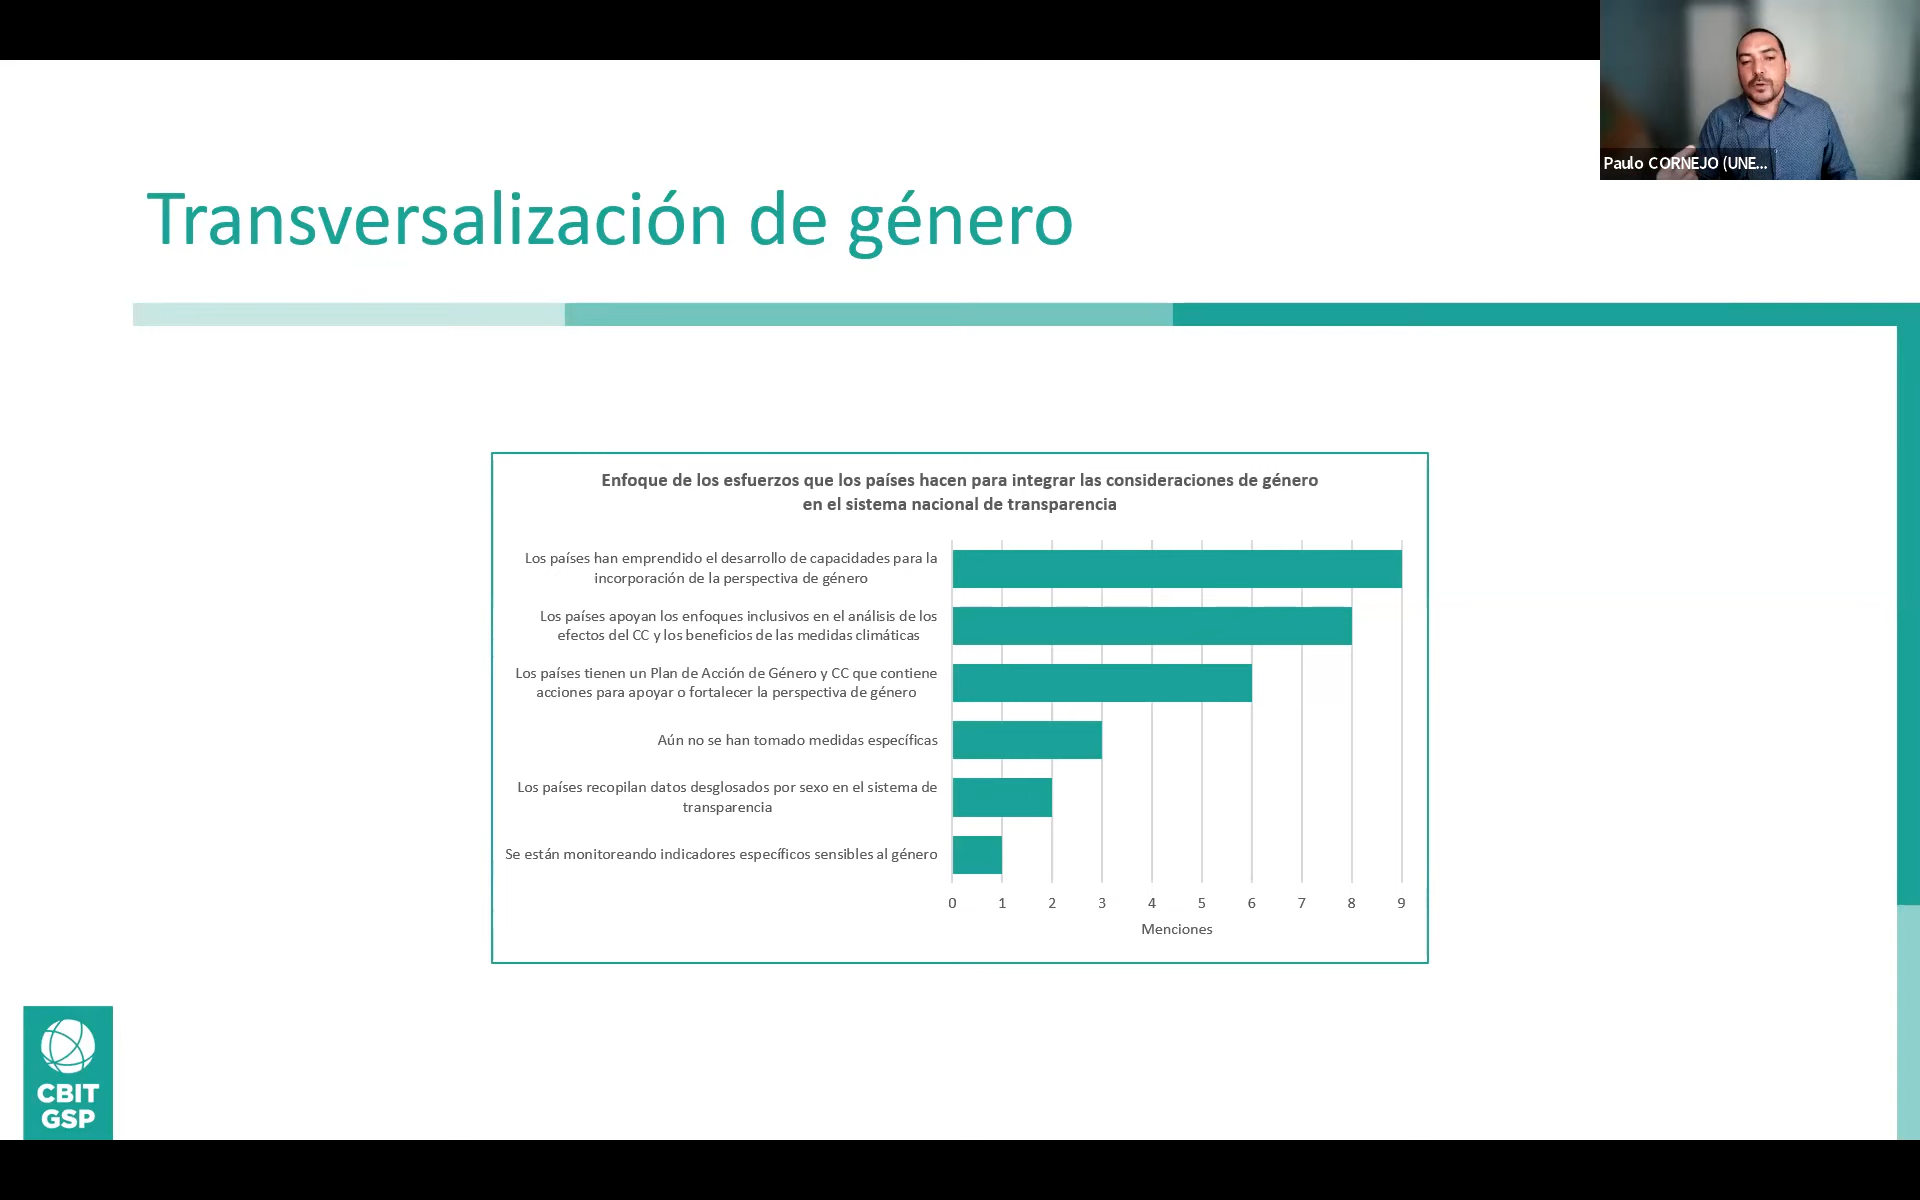 Paulo CORNEJO (UNE...
Transversalización de género
Enfoque de los esfuerzos que los países hacen para integrar las consideraciones de género
en el sistema nacional de transparencia
Los países han emprendido el desarrollo de capacidades para la
incorporación de la perspectiva de género
Los países apoyan los enfoques inclusivos en el análisis de los
efectos del CC y los beneficios de las medidas climáticas
Los países tienen un Plan de Acción de Género y CC que contiene
acciones para apoyar o fortalecer la perspectiva de género
Aún no se han tomado medidas específicas
Los países recopilan datos desglosados por sexo en el sistema de
transparencia
Se están monitoreando indicadores específicos sensibles al género
0 1 2 3 4 5 6 7 8 9
Menciones
CBIT
GSP